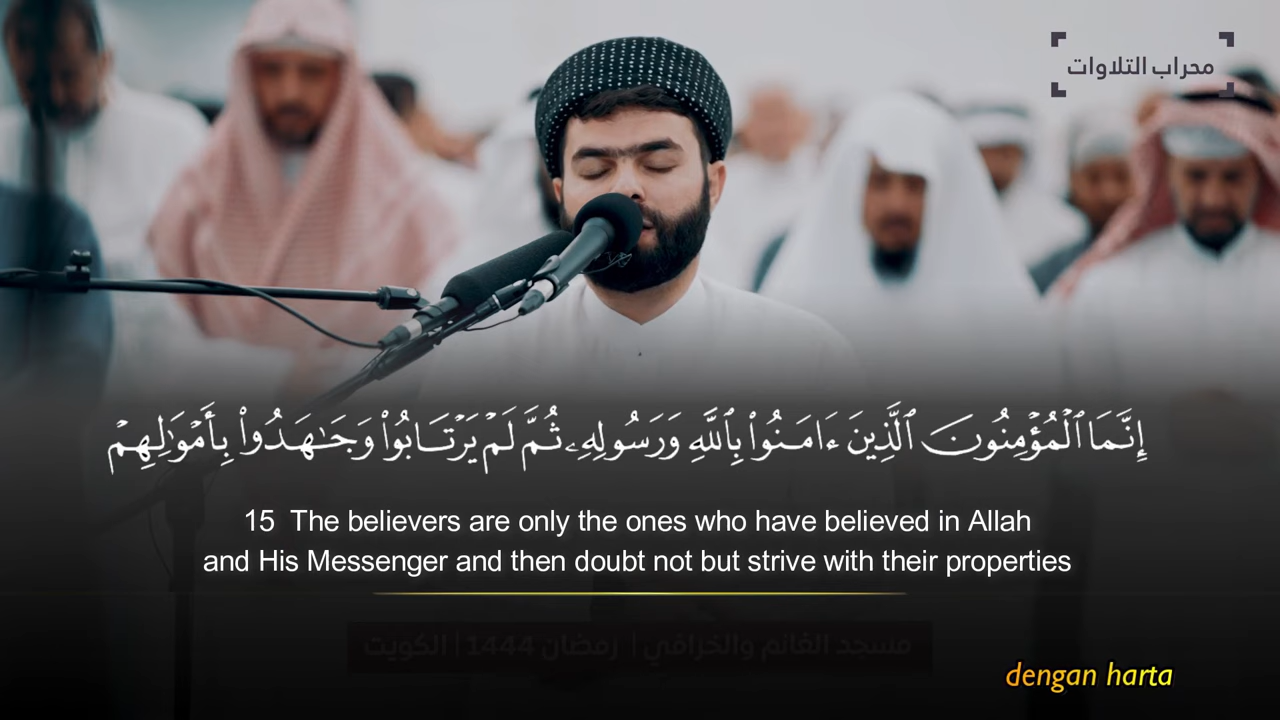 محراب التلاوات
إِنَّمَا ٱلْمُؤْمِنُونَ ٱلَّذِينَ ءَامَنُوا۟ بِٱللَّهِ وَرَسُولِهِۦ ثُمَّ لَمْ يَرْتَابُوا۟ وَجَـٰهَدُوا۟ بِأَمْوَٰلِهِمْ
15 The believers are only the ones who have believed in Allah
and His Messenger and then doubt not but strive with their properties
مسجد الغانم والخرافي | رمضان 1444 | الكويت
dengan harta